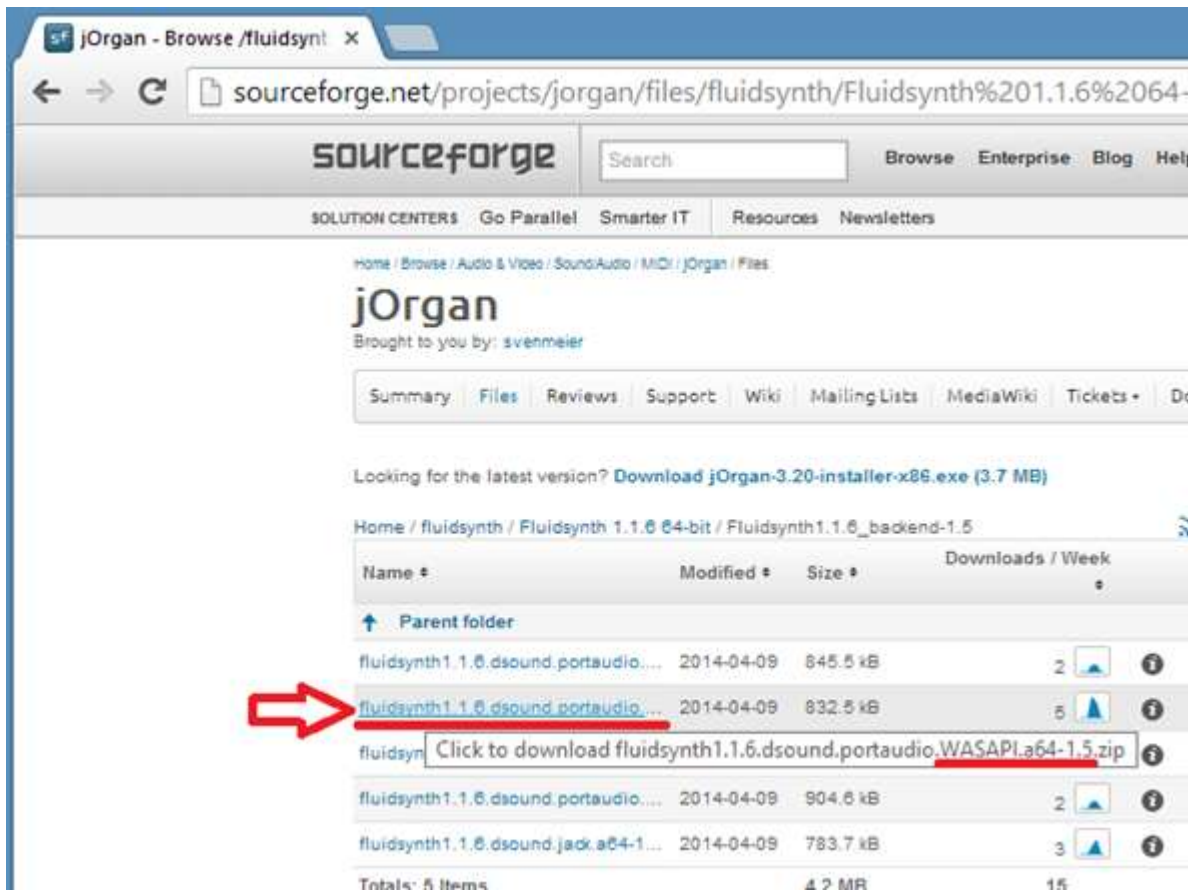 jOrgan - Browse /fluidsynt ×
sourceforge.net/projects/jorgan/files/fluidsynth/Fluidsynth%201.1.6%2064-
sourceforge Search Browse Enterprise Blog Help
SOLUTION CENTERS Go Parallel Smarter IT Resources Newsletters
Home / Browse / Audio & Video / Sound/Audio / MIDI / jOrgan / Files
jOrgan
Brought to you by: svenmeier
Summary Files Reviews Support Wiki Mailing Lists MediaWiki Tickets
Looking for the latest version? Download jOrgan-3.20-installer-x86.exe (3.7 MB)
Home / fluidsynth / Fluidsynth 1.1.6 64-bit / Fluidsynth1.1.6_backend-1.5
Name Modified Size Downloads / Week
Parent folder
fluidsynth1.1.6.dsound.portaudio.... 2014-04-09 845.5 kB 2
fluidsynth1.1.6.dsound.portaudio.... 2014-04-09 832.5 kB 5
fluidsyn Click to download fluidsynth1.1.6.dsound.portaudio.WASAPI.a64-1.5.zip
fluidsynth1.1.6.dsound.portaudio.... 2014-04-09 904.6 kB 2
fluidsynth1.1.6.dsound.jack.a64-1... 2014-04-09 783.7 kB 3
Totals: 5 Items 4.2 MB 15